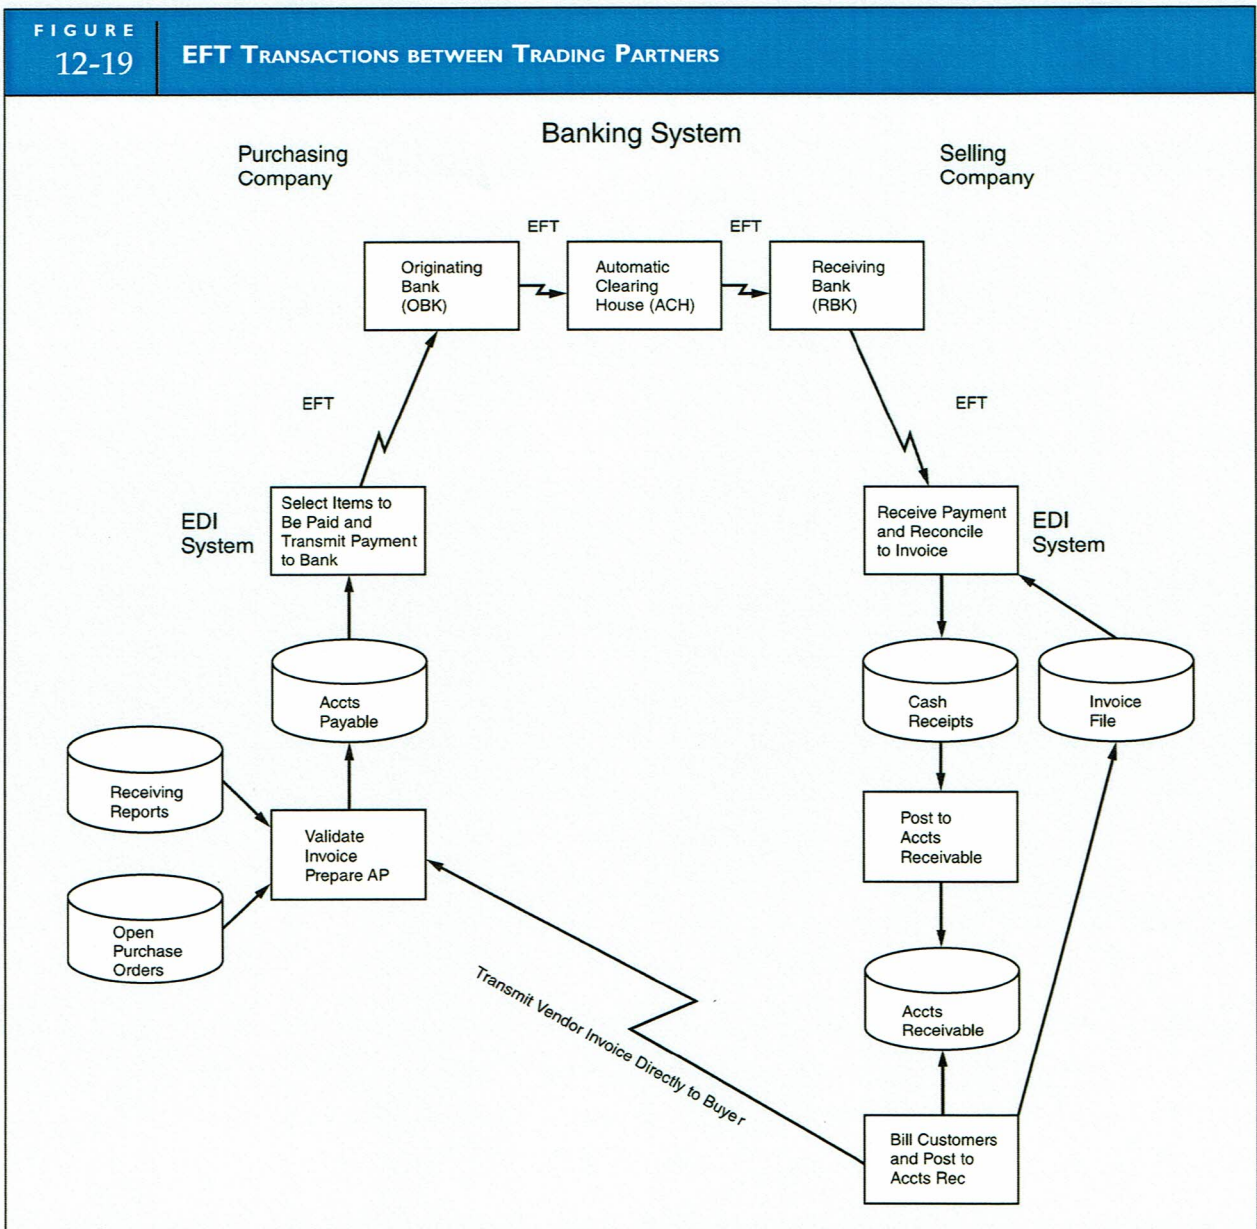 FIGURE
12-19
EFT TRANSACTIONS BETWEEN TRADING PARTNERS
Banking System
Purchasing
Company
Selling
Company
EFT
EFT
Originating
Bank
(OBK)
Automatic
Clearing
House (ACH)
Receiving
Bank
(RBK)
EFT
EFT
EDI
System
Select Items to
Be Paid and
Transmit Payment
to Bank
Receive Payment
and Reconcile
to Invoice
EDI
System
Accts
Payable
Cash
Receipts
Invoice
File
Receiving
Reports
Validate
Invoice
Prepare AP
Post to
Accts
Receivable
Open
Purchase
Orders
Transmit Vendor Invoice Directly to Buyer
Accts
Receivable
Bill Customers
and Post to
Accts Rec